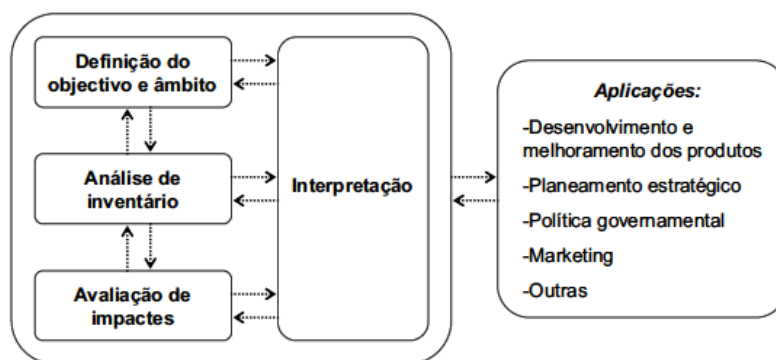 Definição do
objectivo e âmbito
Análise de
inventário
Avaliação de
impactes
Interpretação
Aplicações:
-Desenvolvimento e
melhoramento dos produtos
-Planeamento estratégico
-Política governamental
-Marketing
-Outras